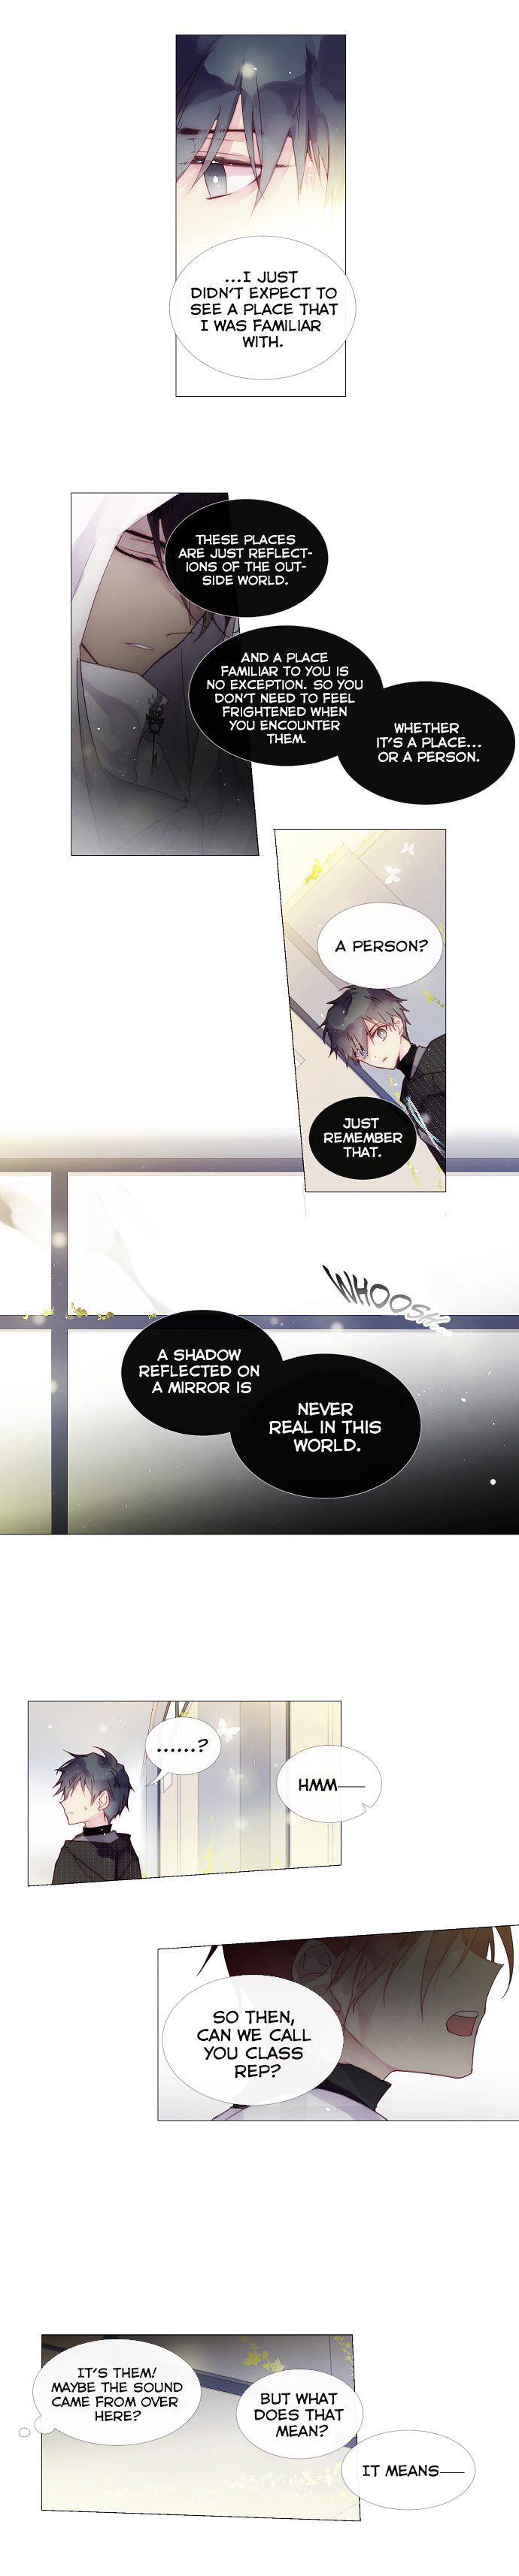 ...I JUST
DIDN'T EXPECT TO
SEE A PLACE THAT
I WAS FAMILIAR
WITH.
THESE PLACES
ARE JUST REFLECT-
IONS OF THE OUT-
SIDE WORLD.
AND A PLACE
FAMILIAR TO YOU IS
NO EXCEPTION. SO YOU
DON'T NEED TO FEEL
FRIGHTENED WHEN
YOU ENCOUNTER
THEM.
WHETHER
IT'S A PLACE...
OR A PERSON.
A PERSON?
JUST
REMEMBER
THAT.
WHOOSH
A SHADOW
REFLECTED ON
A MIRROR IS
NEVER
REAL IN THIS
WORLD.
......?
HMM—
SO THEN,
CAN WE CALL
YOU CLASS
REP?
IT'S THEM!
MAYBE THE SOUND
CAME FROM OVER
HERE?
BUT WHAT
DOES THAT
MEAN?
IT MEANS—